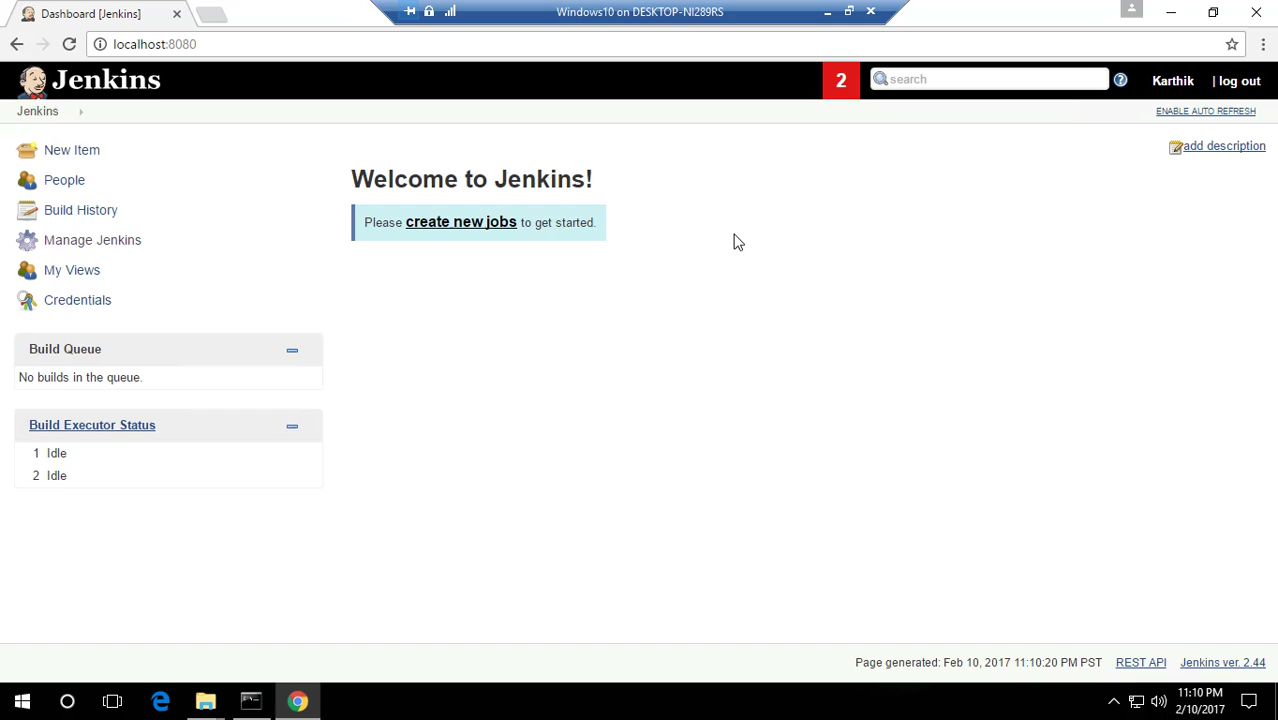 Dashboard [Jenkins]
Windows10 on DESKTOP-NI289RS
localhost:8080
Jenkins
2
search
Karthik
| log out
Jenkins
ENABLE AUTO REFRESH
New Item
People
Build History
Manage Jenkins
My Views
Credentials
add description
Welcome to Jenkins!
Please create new jobs to get started.
Build Queue
No builds in the queue.
Build Executor Status
1 Idle
2 Idle
Page generated: Feb 10, 2017 11:10:20 PM PST
REST API
Jenkins ver. 2.44
11:10 PM
2/10/2017